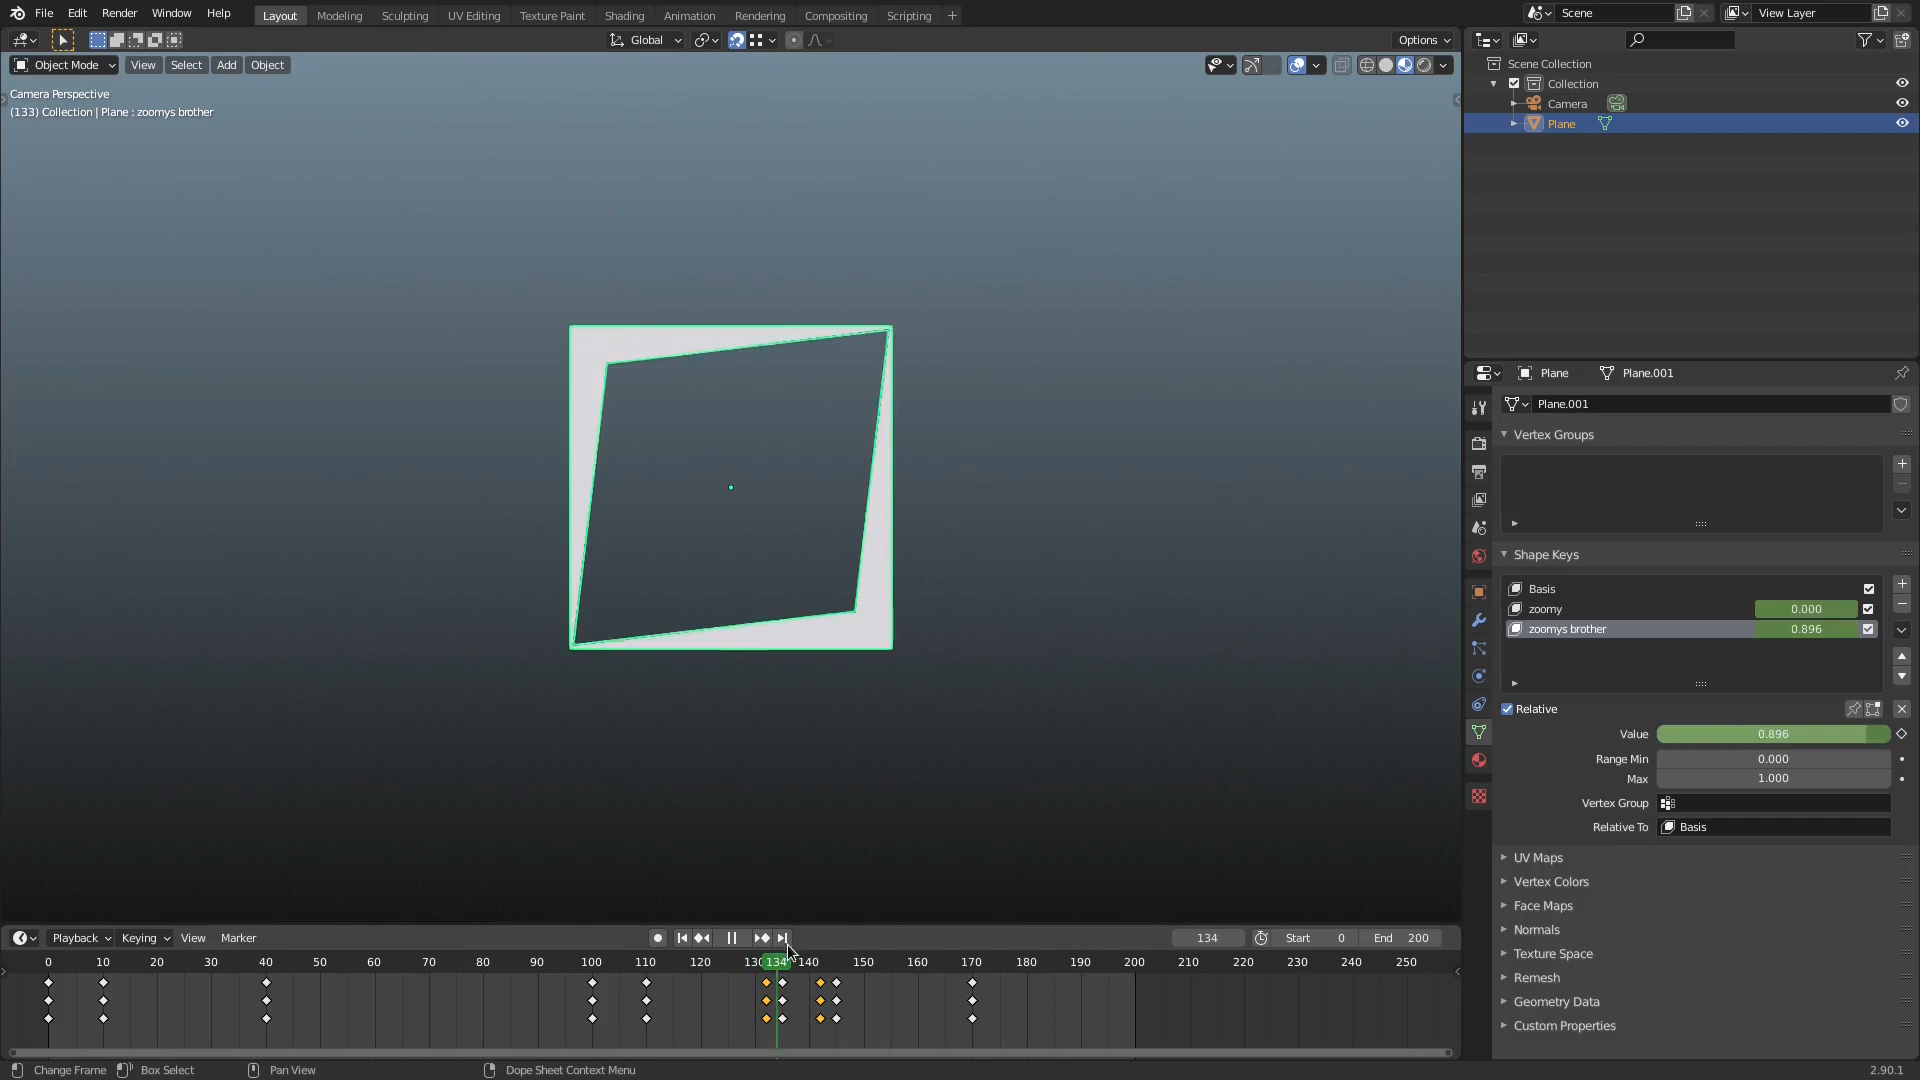 File Edit Render Window Help
Layout Modeling Sculpting UV Editing Texture Paint Shading Animation Rendering Compositing Scripting +
Scene
View Layer
Global
Options
Object Mode View Select Add Object
Camera Perspective
(133) Collection | Plane : zoomys brother
Scene Collection
Collection
Camera
Plane
Plane Plane.001
Plane.001
Vertex Groups
Shape Keys
Basis
zoomy 0.000
zoomys brother 0.896
Relative
Value 0.896
Range Min 0.000
Max 1.000
Vertex Group
Relative To Basis
UV Maps
Vertex Colors
Face Maps
Normals
Texture Space
Remesh
Geometry Data
Custom Properties
Playback Keying View Marker
134 Start 0 End 200
0 10 20 30 40 50 60 70 80 90 100 110 120 130 134 140 150 160 170 180 190 200 210 220 230 240 250
Change Frame Box Select Pan View Dope Sheet Context Menu 2.90.1